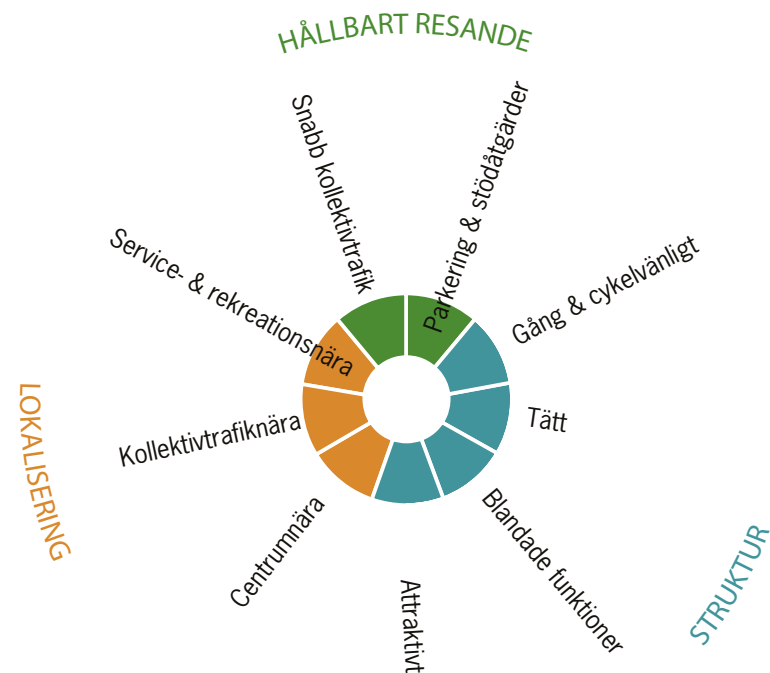 HÅLLBART RESANDE
Snabb kollektivtrafik
Parkering & stödåtgärder
Service- & rekreationsnära
Gång & cykelvänligt
LOKALISERING
Kollektivtrafiknära
Tätt
Centrumnära
Blandade funktioner
STRUKTUR
Attraktivt